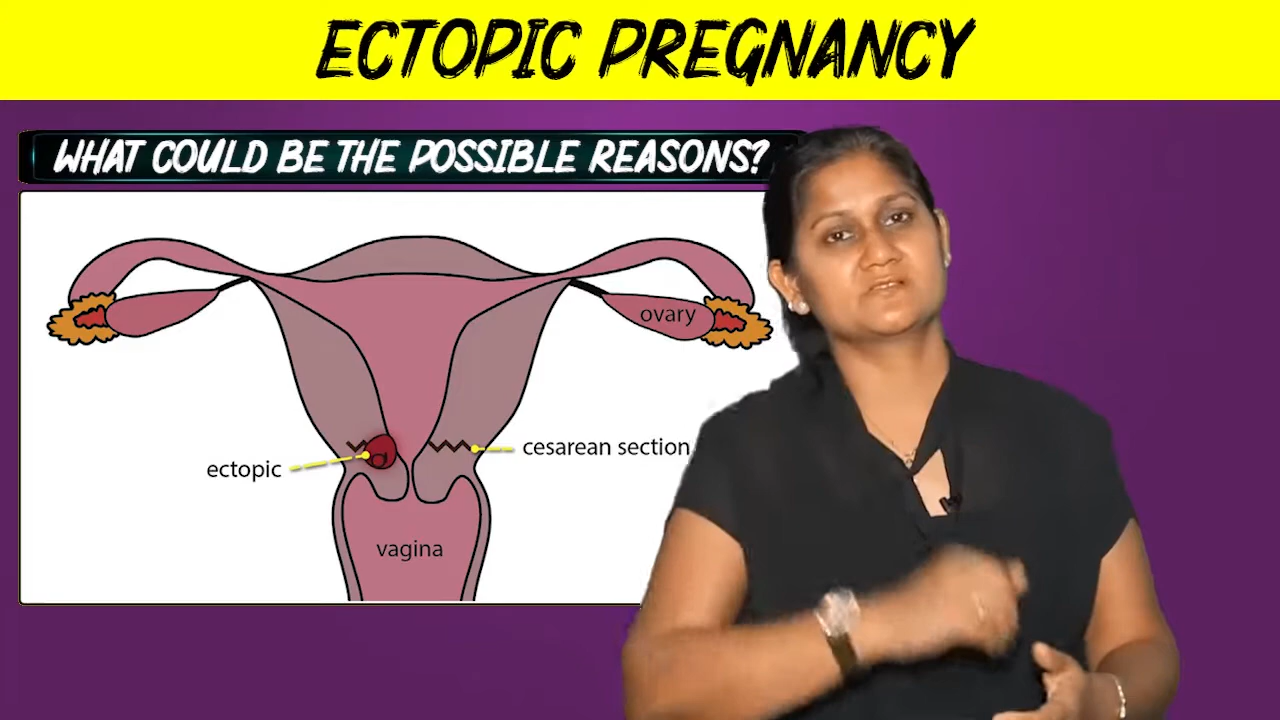 ECTOPIC PREGNANCY
WHAT COULD BE THE POSSIBLE REASONS?
ovary
cesarean section
ectopic
vagina